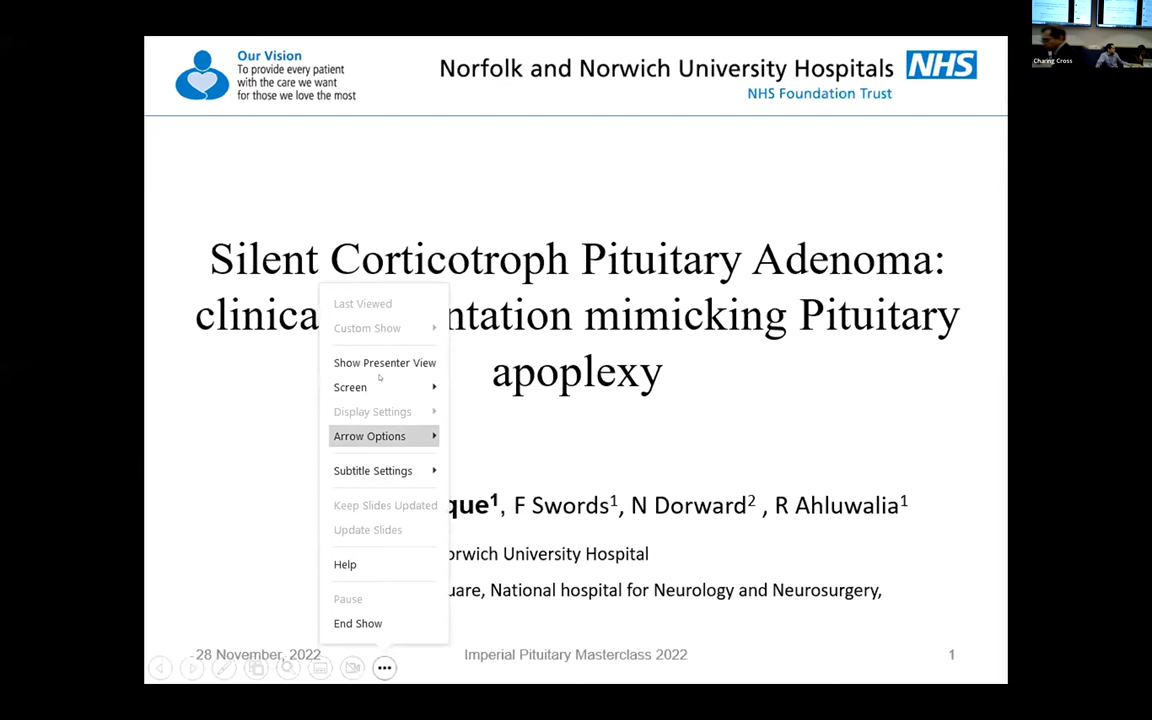 Our Vision
To provide every patient
with the care we want
for those we love the most
Norfolk and Norwich University Hospitals NHS
NHS Foundation Trust
Charing Cross
Silent Corticotroph Pituitary Adenoma:
clinica ntation mimicking Pituitary
apoplexy
Last Viewed
Custom Show
Show Presenter View
Screen
Display Settings
Arrow Options
Subtitle Settings
Keep Slides Updated
Update Slides
Help
Pause
End Show
que¹, F Swords¹, N Dorward² , R Ahluwalia¹
orwich University Hospital
uare, National hospital for Neurology and Neurosurgery,
28 November, 2022
Imperial Pituitary Masterclass 2022
1